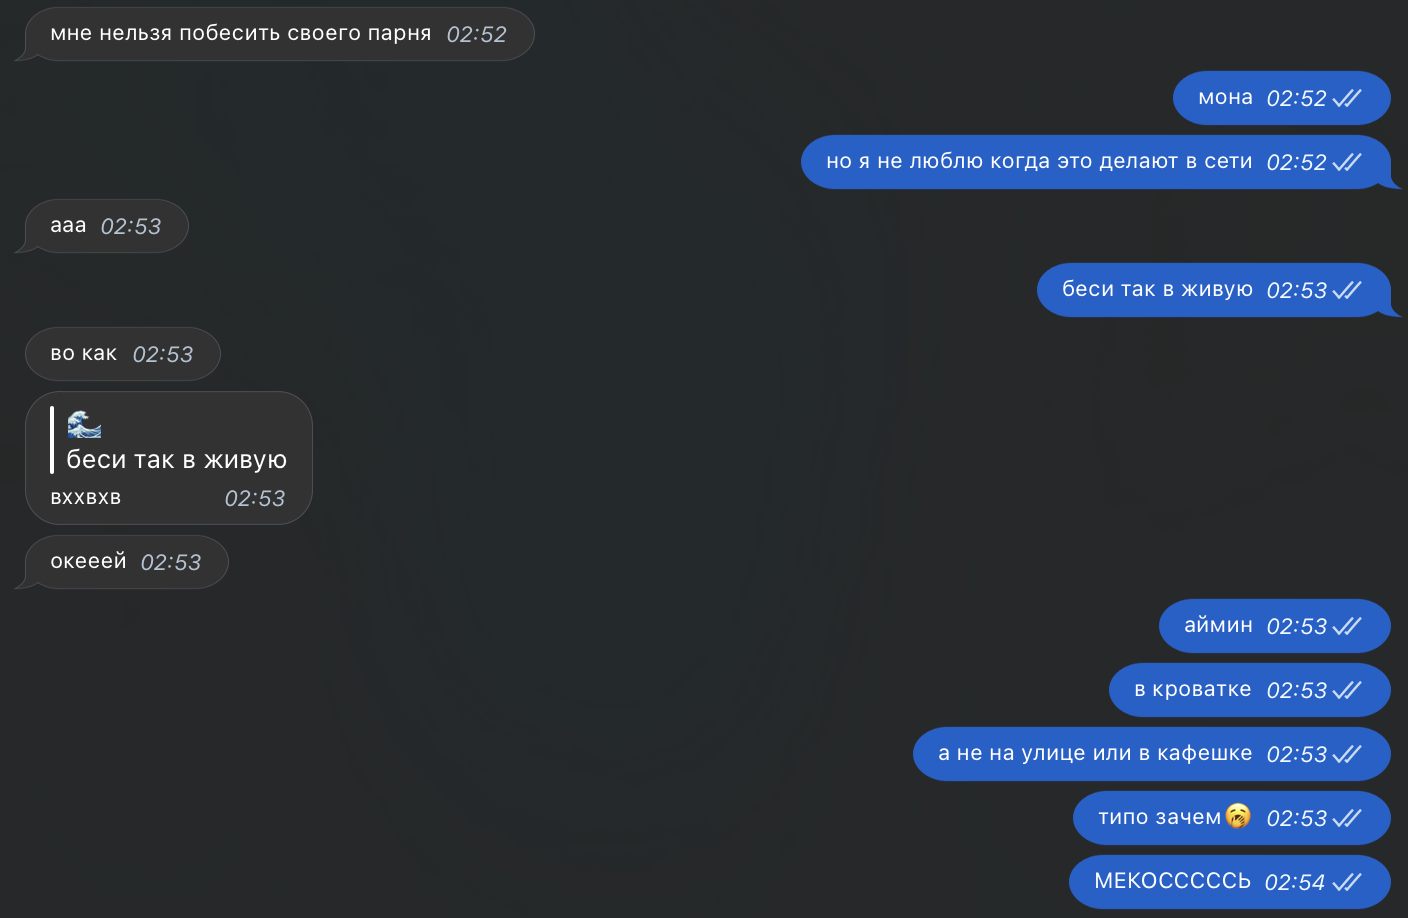 мне нельзя побесить своего парня 02:52
мона 02:52
но я не люблю когда это делают в сети 02:52
ааа 02:53
беси так в живую 02:53
во как 02:53
беси так в живую
вххвхв 02:53
океeей 02:53
аймин 02:53
в кроватке 02:53
а не на улице или в кафешке 02:53
типо зачем🥱 02:53
МЕКОСССССЬ 02:54